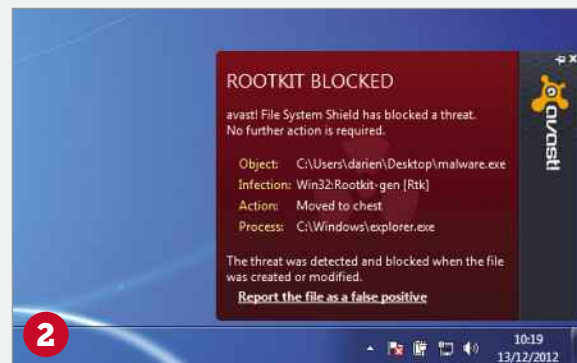 ROOTKIT BLOCKED
avast! File System Shield has blocked a threat.
No further action is required.
Object: C:\Users\darien\Desktop\malware.exe
Infection: Win32:Rootkit-gen [Rtk]
Action: Moved to chest
Process: C:\Windows\explorer.exe
The threat was detected and blocked when the file
was created or modified.
Report the file as a false positive
avast!
2
10:19
13/12/2012